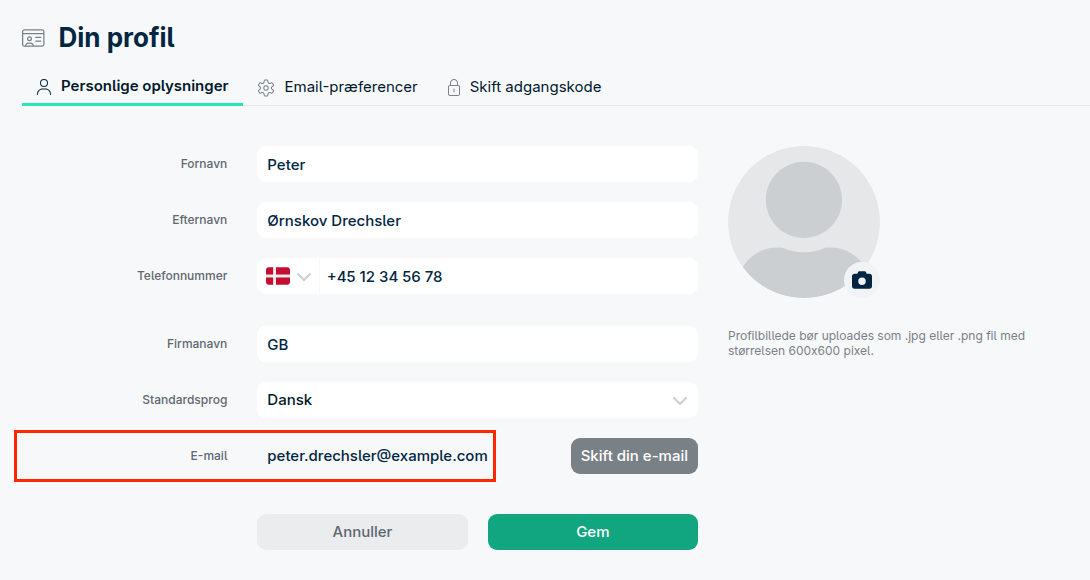 Din profil
Personlige oplysninger
Email-præferencer
Skift adgangskode
Fornavn
Peter
Efternavn
Ørnskov Drechsler
Telefonnummer
+45 12 34 56 78
Firmanavn
GB
Standardsprog
Dansk
E-mail
peter.drechsler@example.com
Skift din e-mail
Annuller
Gem
Profilbillede bør uploades som .jpg eller .png fil med
størrelsen 600x600 pixel.